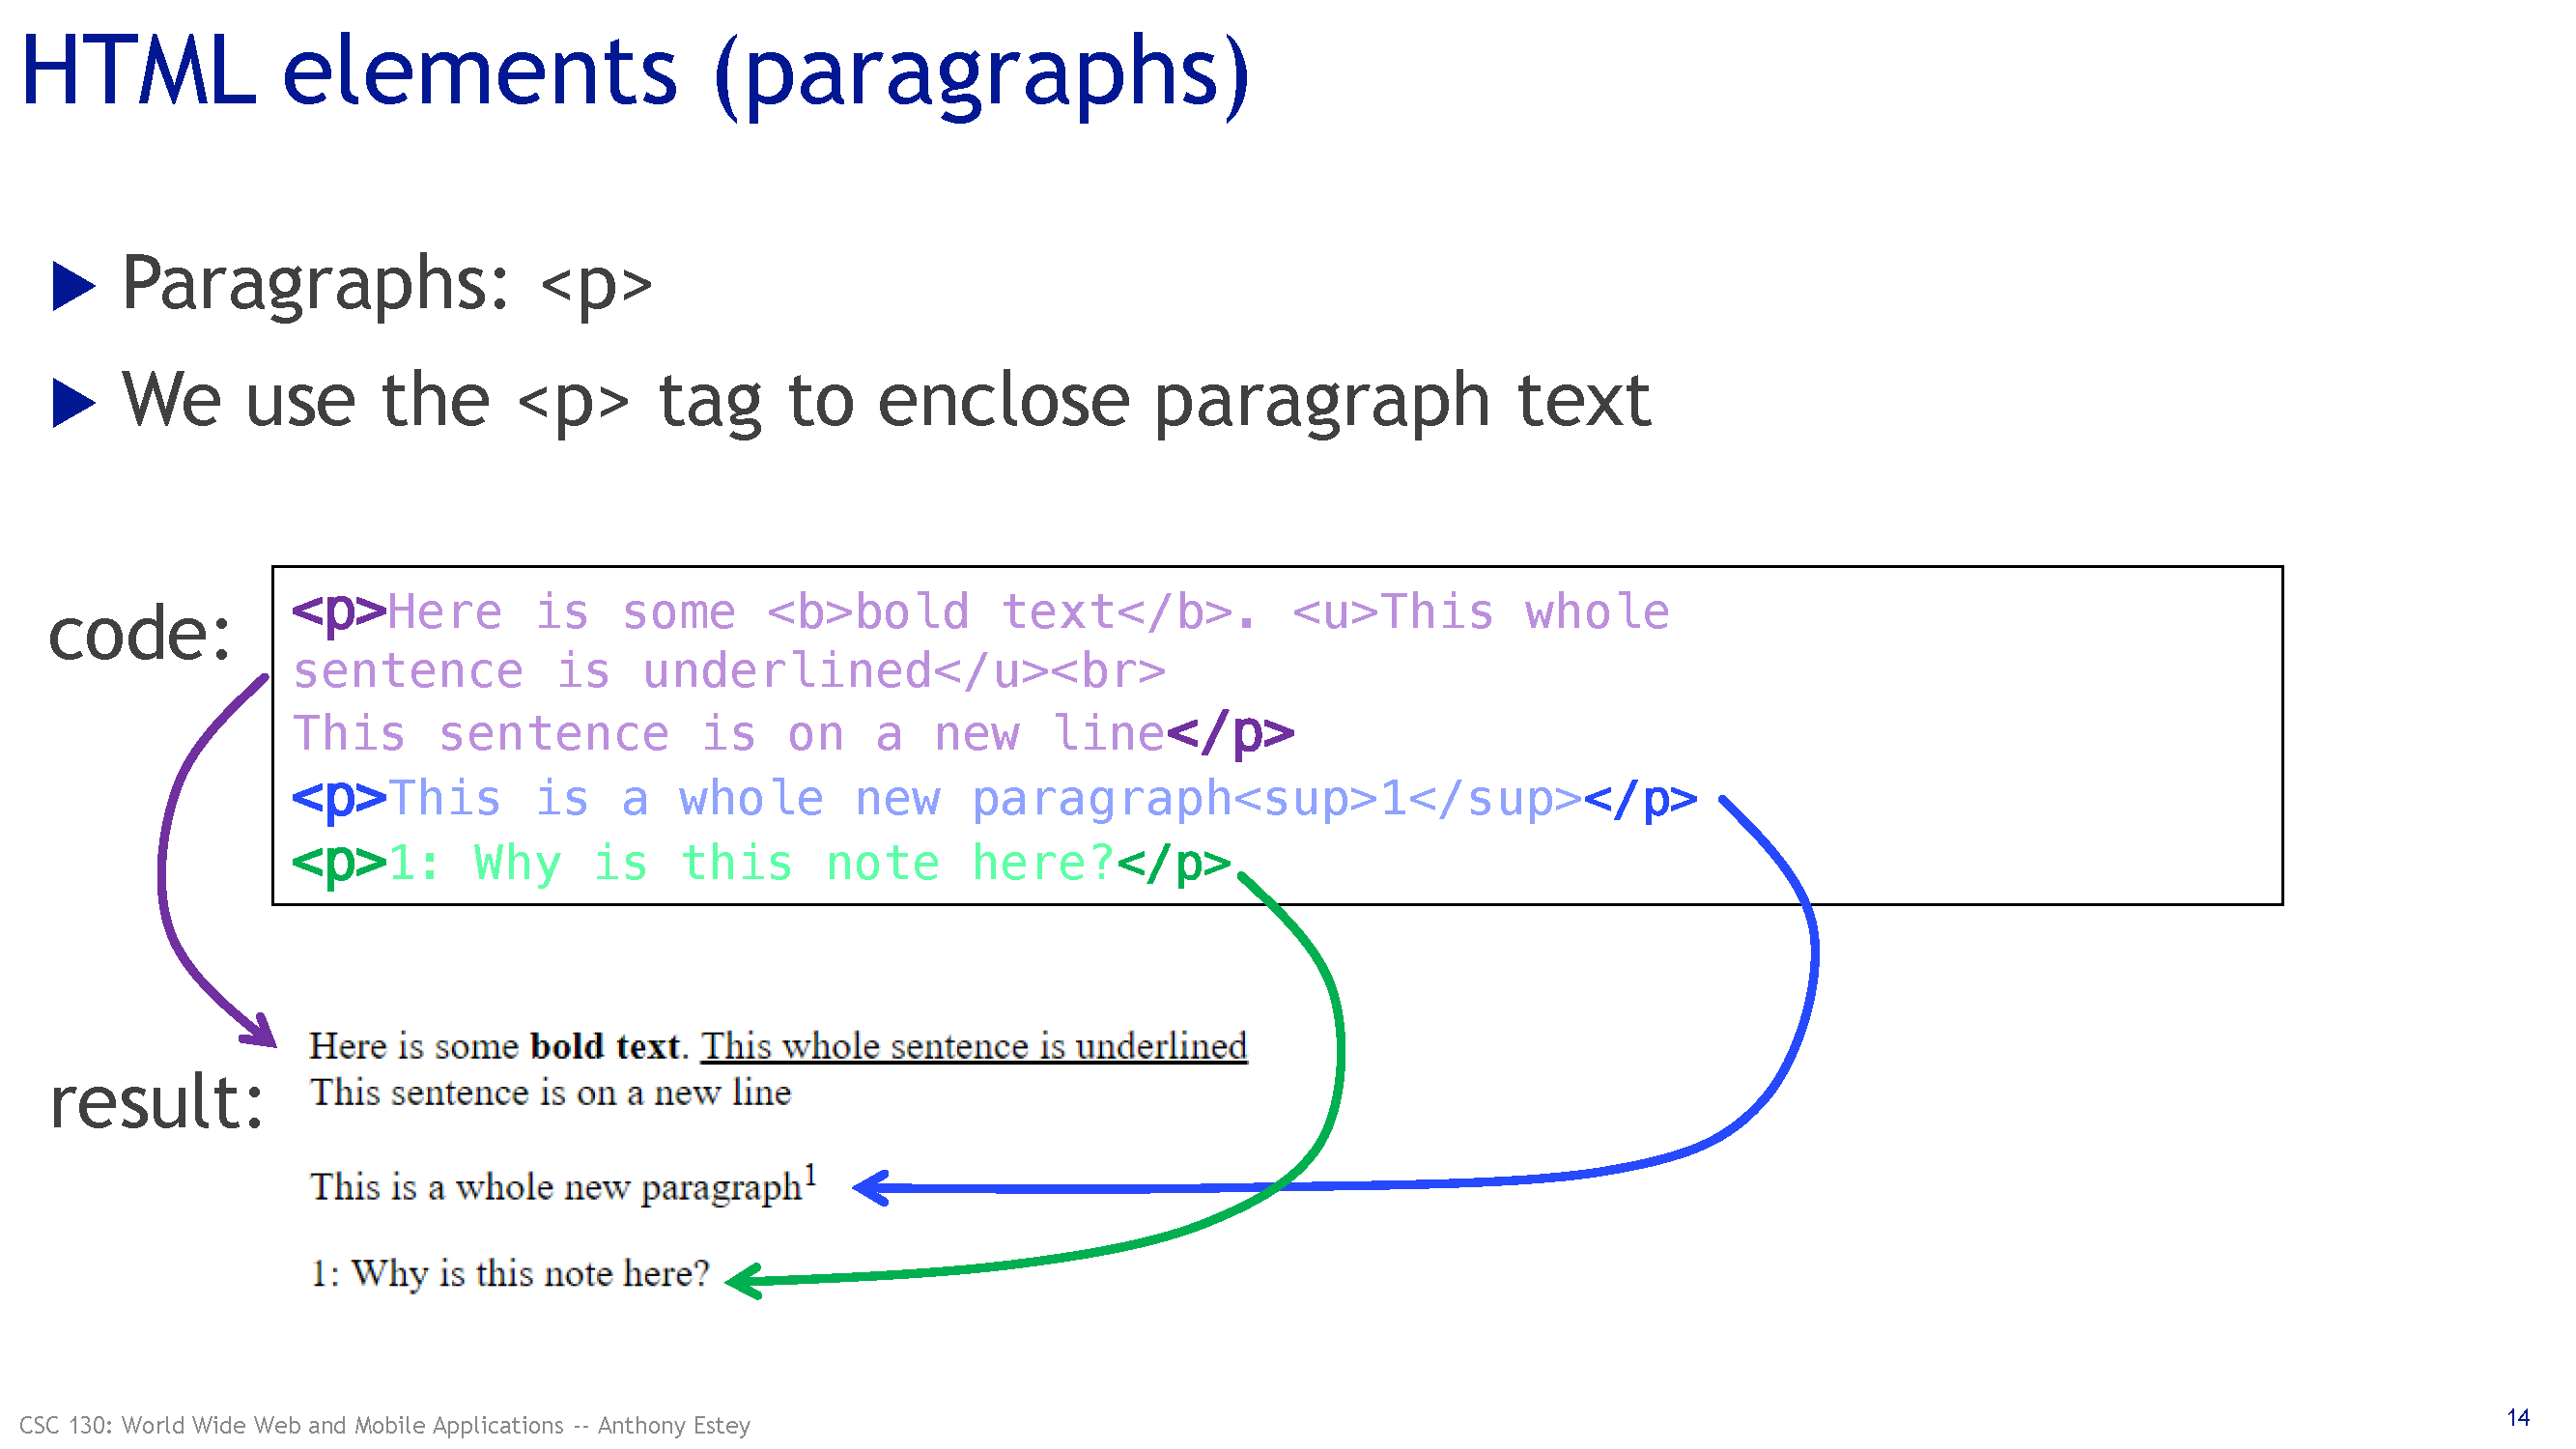 HTML elements (paragraphs)
Paragraphs: <p>
We use the <p> tag to enclose paragraph text
code:
<p>Here is some <b>bold text</b>. <u>This whole
sentence is underlined</u><br>
This sentence is on a new line</p>
<p>This is a whole new paragraph<sup>1</sup></p>
<p>1: Why is this note here?</p>
result:
Here is some bold text. This whole sentence is underlined
This sentence is on a new line
This is a whole new paragraph1
1: Why is this note here?
CSC 130: World Wide Web and Mobile Applications -- Anthony Estey
14